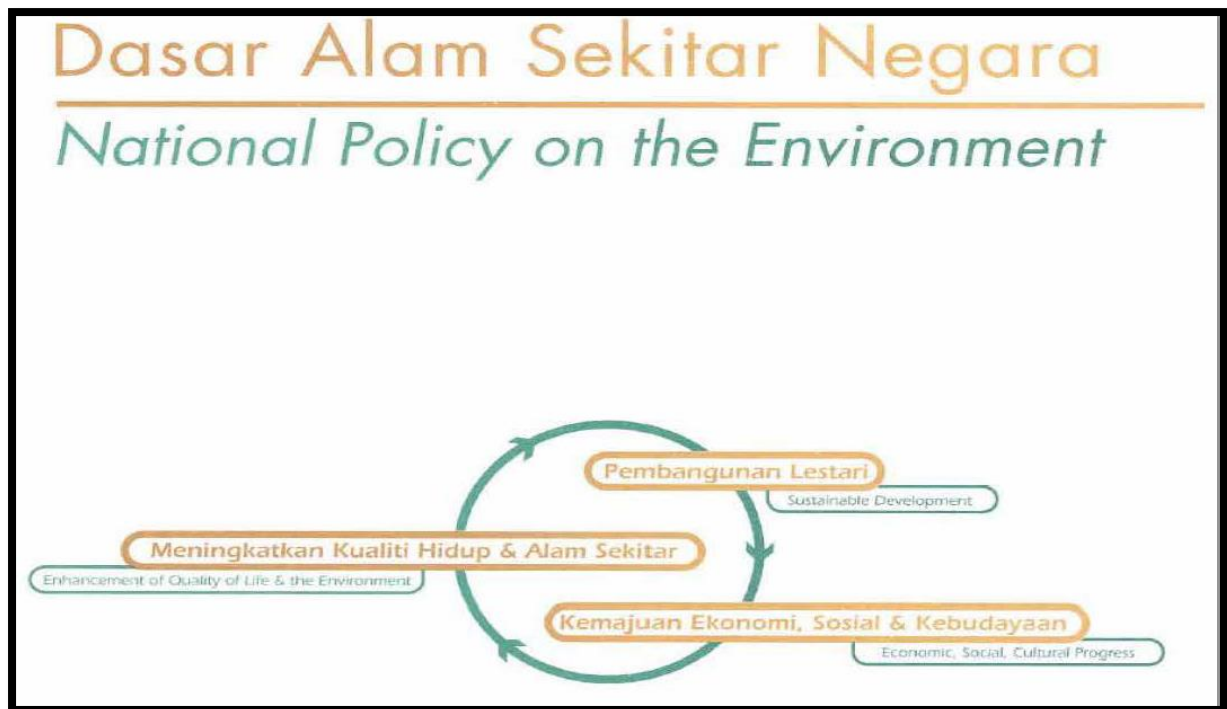 Dasar Alam Sekitar Negara
National Policy on the Environment
Pembangunan Lestari
Sustainable Development
Meningkatkan Kualiti Hidup & Alam Sekitar
Enhancement of Quality of Life & the Environment
Kemajuan Ekonomi, Sosial & Kebudayaan
Economic, Social, Cultural Progress